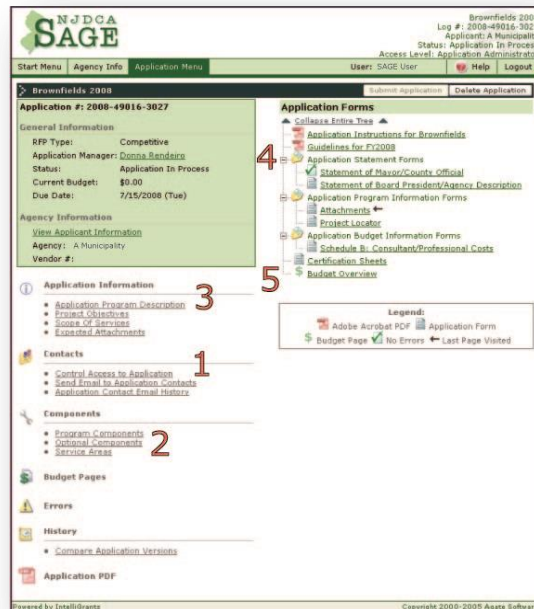 NJDCA
SAGE
Brownfields 200
Log #: 2008-49016-302
Applicant: A Municipalit
Status: Application In Proces
Access Level: Application Administrato
Start Menu Agency Info Application Menu User: SAGE User Help Logout
Brownfields 2008 Submit Application Delete Application
Application #: 2008-49016-3027
General Information
RFP Type: Competitive
Application Manager: Donna Rendeiro
Status: Application In Process
Current Budget: $0.00
Due Date: 7/15/2008 (Tue)
Agency Information
View Applicant Information
Agency: A Municipality
Vendor #:
Application Information
3
Application Program Description
Project Objectives
Scope Of Services
Expected Attachments
Contacts
1
Control Access to Application
Send Email to Application Contacts
Application Contact Email History
Components
2
Program Components
Optional Components
Service Areas
Budget Pages
Errors
History
Compare Application Versions
Application PDF
Application Forms
Collapse Entire Tree
Application Instructions for Brownfields
Guidelines for FY2008
4 Application Statement Forms
Statement of Mayor/County Official
Statement of Board President/Agency Description
Application Program Information Forms
Attachments
Project Locator
Application Budget Information Forms
Schedule B: Consultant/Professional Costs
Certification Sheets
5 $ Budget Overview
Legend:
Adobe Acrobat PDF Application Form
$ Budget Page No Errors Last Page Visited
Powered by IntelliGrants Copyright 2000-2005 Agate Softwar